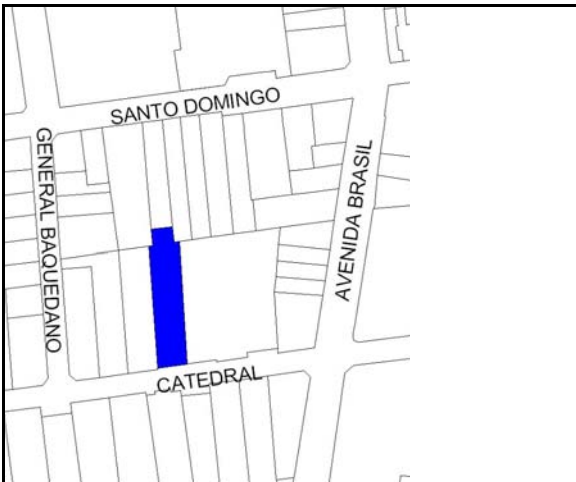 SANTO DOMINGO
GENERAL BAQUEDANO
AVENIDA BRASIL
CATEDRAL